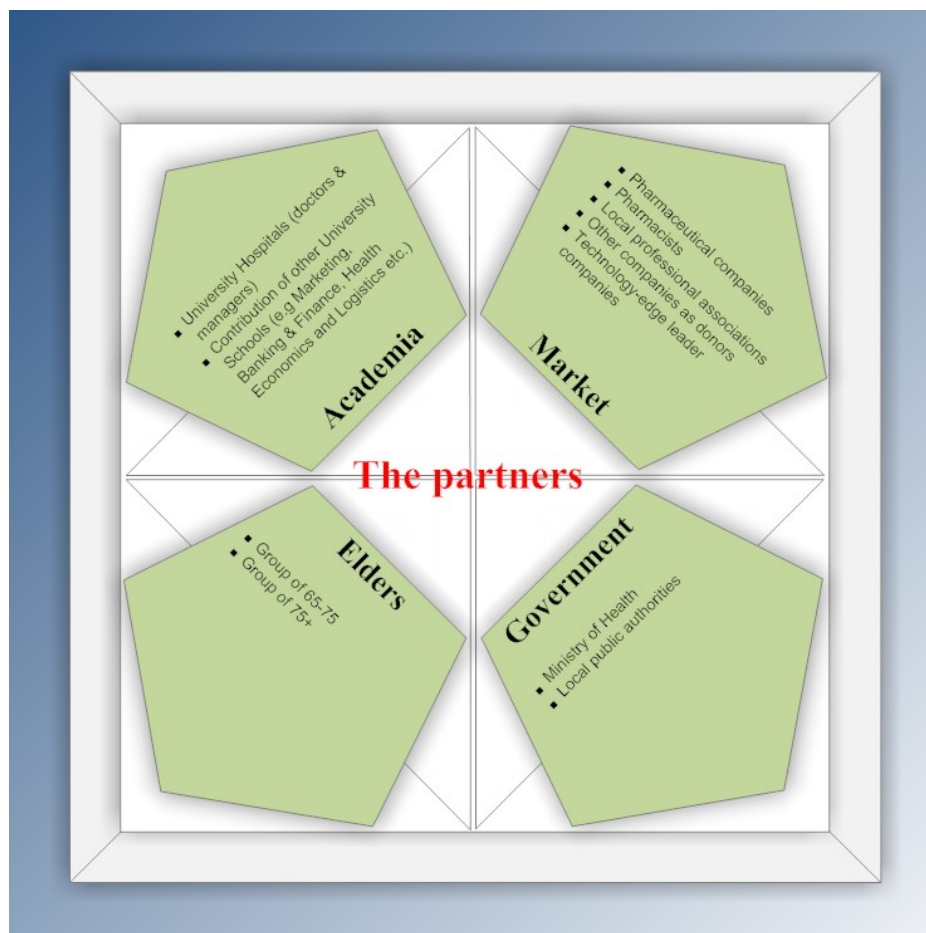 ▪ University Hospitals (doctors &
managers)
▪ Contribution of other University
Schools (e.g Marketing,
Banking & Finance, Health
Economics and Logistics etc.)
Academia
▪ Pharmaceutical companies
▪ Pharmacists
▪ Local professional associations
▪ Other companies as donors
▪ Technology-edge leader
companies
Market
The partners
Elders
▪ Group of 65-75
▪ Group of 75+
Government
▪ Ministry of Health
▪ Local public authorities